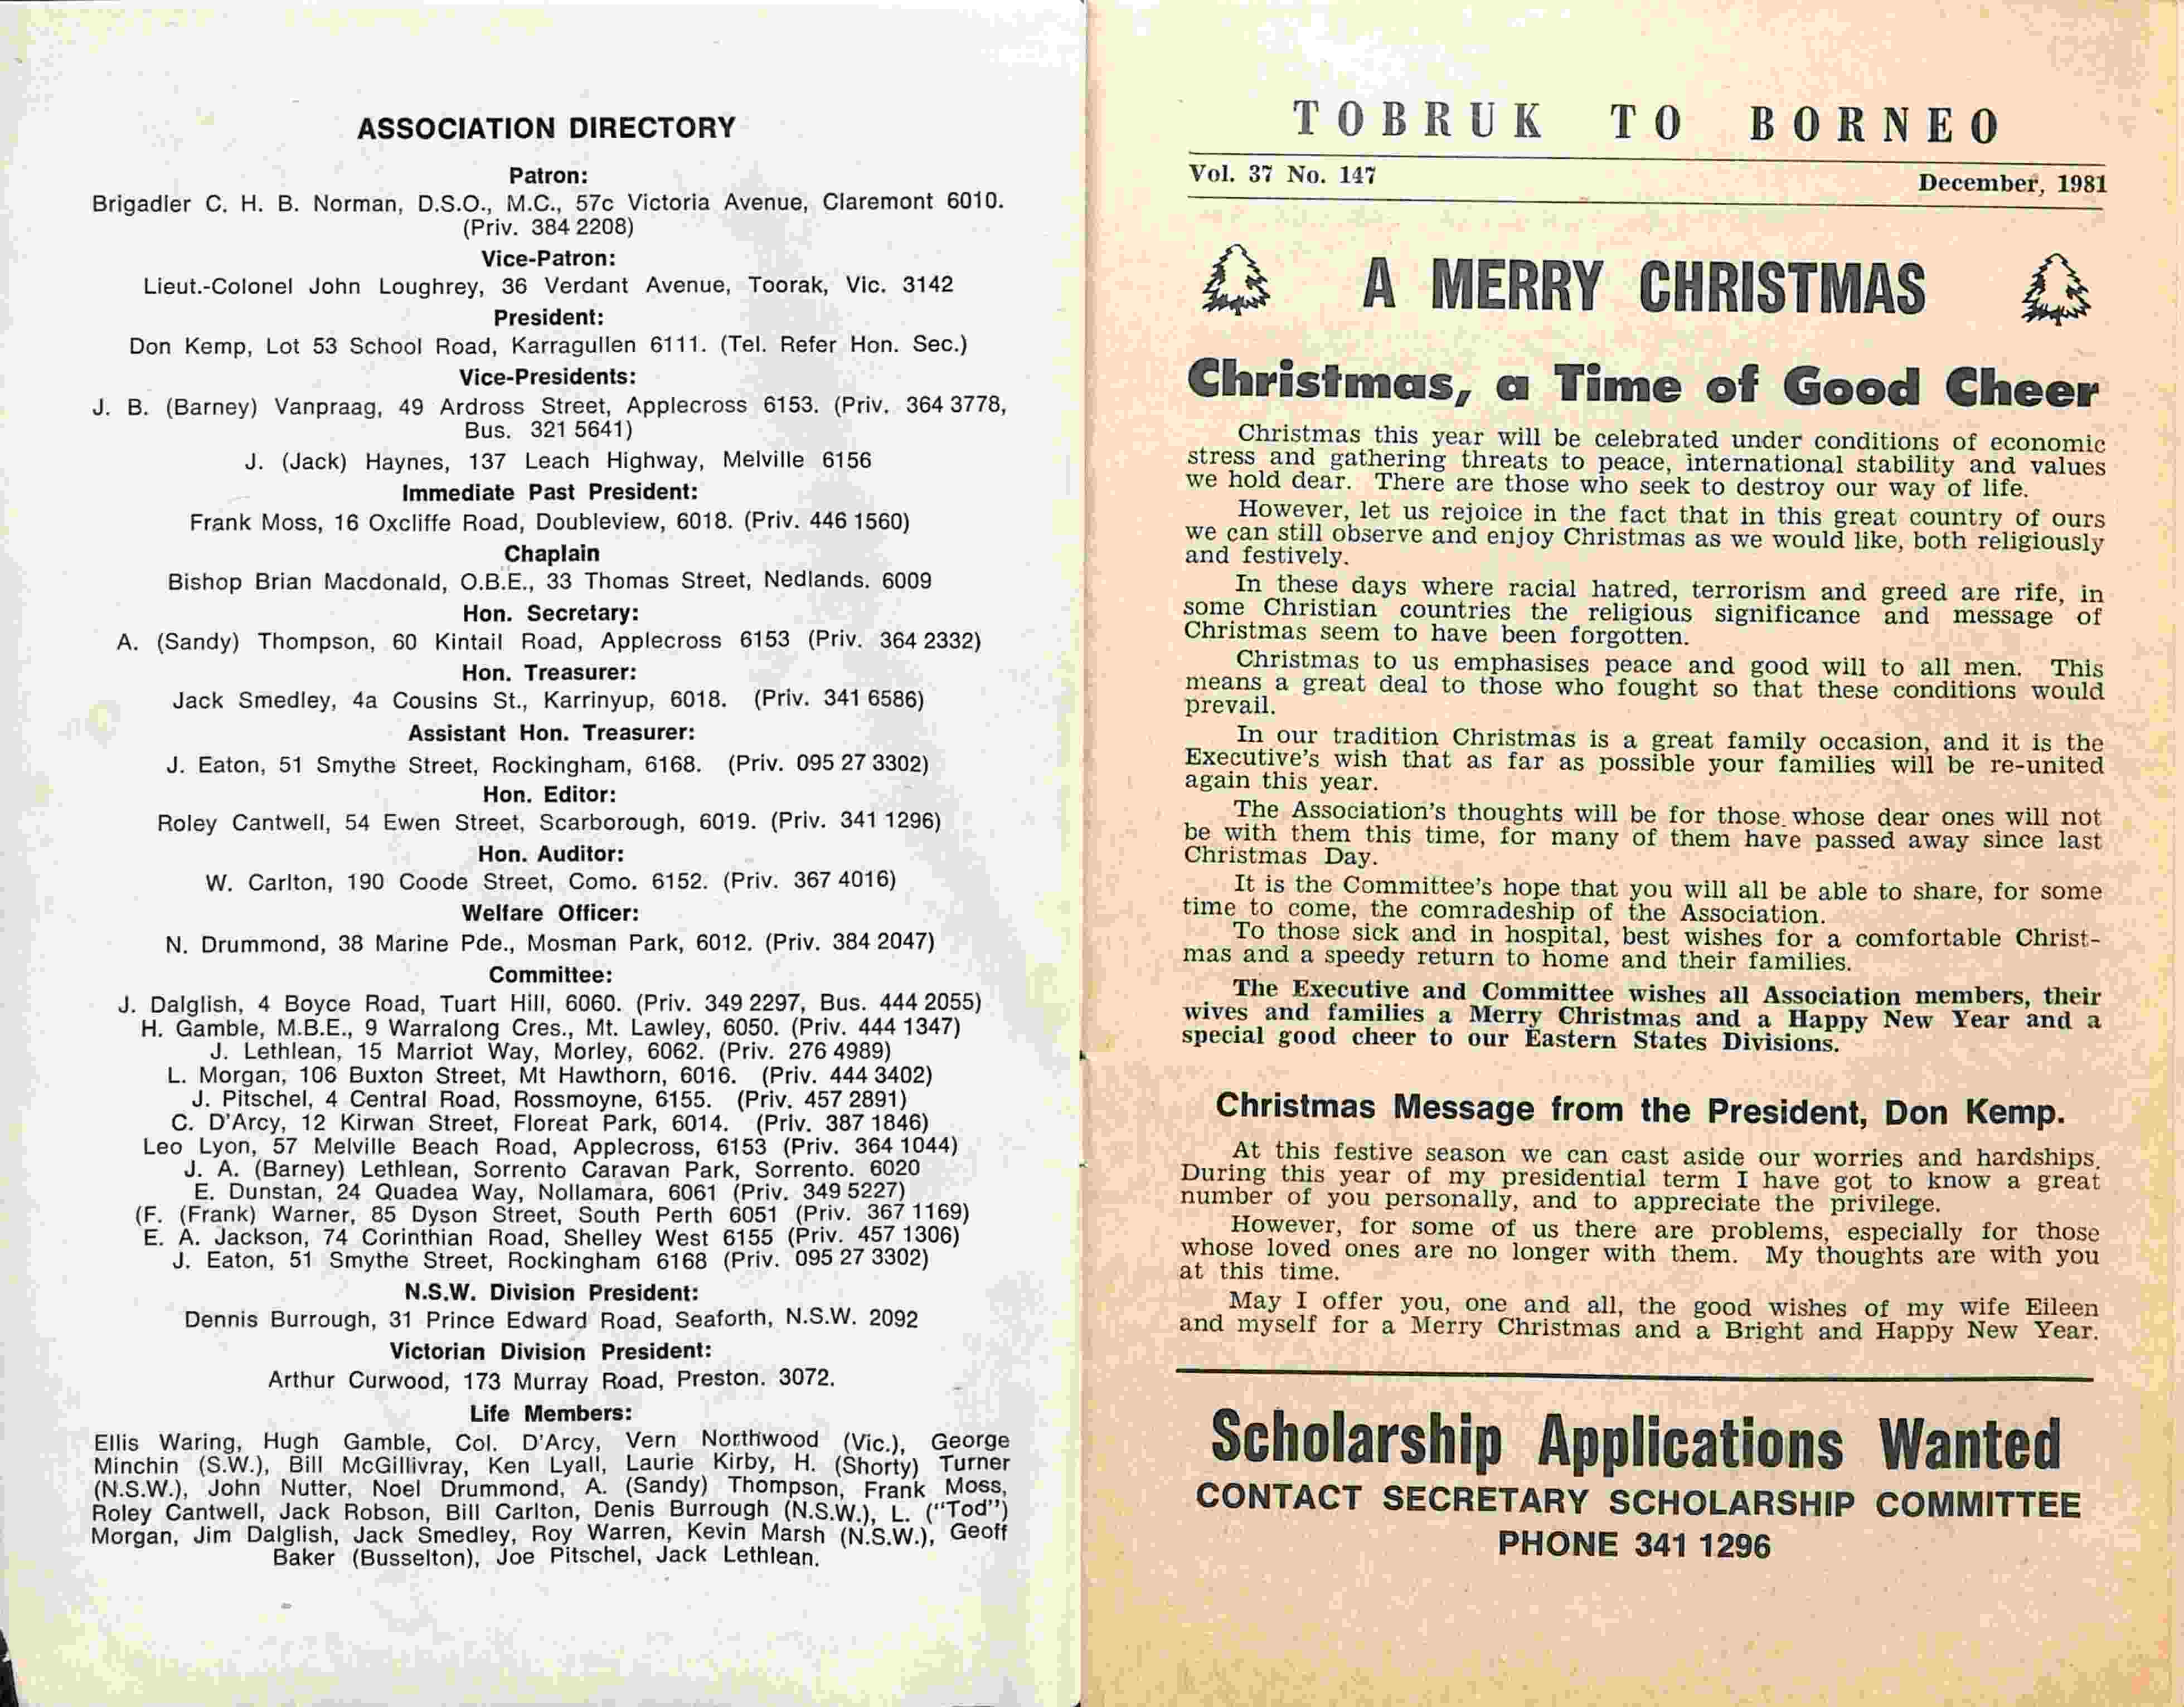 ASSOCIATION DIRECTORY
Patron:
Brigadier C. H. B. Norman, D.S.O., M.C., 57c Victoria Avenue, Claremont 6010.
(Priv. 384 2208)
Vice-Patron:
Lieut.-Colonel John Loughrey, 36 Verdant Avenue, Toorak, Vic. 3142
President:
Don Kemp, Lot 53 School Road, Karragullen 6111. (Tel. Refer Hon. Sec.)
Vice-Presidents:
J. B. (Barney) Vanpraag, 49 Ardross Street, Applecross 6153. (Priv. 364 3778,
Bus. 321 5641)
J. (Jack) Haynes, 137 Leach Highway, Melville 6156
Immediate Past President:
Frank Moss, 16 Oxcliffe Road, Doubleview, 6018. (Priv. 446 1560)
Chaplain
Bishop Brian Macdonald, O.B.E., 33 Thomas Street, Nedlands. 6009
Hon. Secretary:
A. (Sandy) Thompson, 60 Kintail Road, Applecross 6153 (Priv. 364 2332)
Hon. Treasurer:
Jack Smedley, 4a Cousins St., Karrinyup, 6018. (Priv. 341 6586)
Assistant Hon. Treasurer:
J. Eaton, 51 Smythe Street, Rockingham, 6168. (Priv. 095 27 3302)
Hon. Editor:
Roley Cantwell, 54 Ewen Street, Scarborough, 6019. (Priv. 341 1296)
Hon. Auditor:
W. Carlton, 190 Coode Street, Como. 6152. (Priv. 367 4016)
Welfare Officer:
N. Drummond, 38 Marine Pde., Mosman Park, 6012. (Priv. 384 2047)
Committee:
J. Dalglish, 4 Boyce Road, Tuart Hill, 6060. (Priv. 349 2297, Bus. 444 2055)
H. Gamble, M.B.E., 9 Warralong Cres., Mt. Lawley, 6050. (Priv. 444 1347)
J. Lethlean, 15 Marriot Way, Morley, 6062. (Priv. 276 4989)
L. Morgan, 106 Buxton Street, Mt Hawthorn, 6016. (Priv. 444 3402)
J. Pitschel, 4 Central Road, Rossmoyne, 6155. (Priv. 457 2891)
C. D'Arcy, 12 Kirwan Street, Floreat Park, 6014. (Priv. 387 1846)
Leo Lyon, 57 Melville Beach Road, Applecross, 6153 (Priv. 364 1044)
J. A. (Barney) Lethlean, Sorrento Caravan Park, Sorrento. 6020
E. Dunstan, 24 Quadea Way, Nollamara, 6061 (Priv. 349 5227)
(F. (Frank) Warner, 85 Dyson Street, South Perth 6051 (Priv. 367 1169)
E. A. Jackson, 74 Corinthian Road, Shelley West 6155 (Priv. 457 1306)
J. Eaton, 51 Smythe Street, Rockingham 6168 (Priv. 095 27 3302)
N.S.W. Division President:
Dennis Burrough, 31 Prince Edward Road, Seaforth, N.S.W. 2092
Victorian Division President:
Arthur Curwood, 173 Murray Road, Preston. 3072.
Life Members:
Ellis Waring, Hugh Gamble, Col. D'Arcy, Vern Northwood (Vic.), George
Minchin (S.W.), Bill McGillivray, Ken Lyall, Laurie Kirby, H. (Shorty) Turner
(N.S.W.), John Nutter, Noel Drummond, A. (Sandy) Thompson, Frank Moss,
Roley Cantwell, Jack Robson, Bill Carlton, Denis Burrough (N.S.W.), L. ("Tod")
Morgan, Jim Dalglish, Jack Smedley, Roy Warren, Kevin Marsh (N.S.W.), Geoff
Baker (Busselton), Joe Pitschel, Jack Lethlean.
TOBRUK TO BORNEO
Vol. 37 No. 147
December, 1981
A MERRY CHRISTMAS
Christmas, a Time of Good Cheer
Christmas this year will be celebrated under conditions of economic
stress and gathering threats to peace, international stability and values
we hold dear. There are those who seek to destroy our way of life.
However, let us rejoice in the fact that in this great country of ours
we can still observe and enjoy Christmas as we would like, both religiously
and festively.
In these days where racial hatred, terrorism and greed are rife, in
some Christian countries the religious significance and message of
Christmas seem to have been forgotten.
Christmas to us emphasises peace and good will to all men. This
means a great deal to those who fought so that these conditions would
prevail.
In our tradition Christmas is a great family occasion, and it is the
Executive's wish that as far as possible your families will be re-united
again this year.
The Association's thoughts will be for those whose dear ones will not
be with them this time, for many of them have passed away since last
Christmas Day.
It is the Committee's hope that you will all be able to share, for some
time to come, the comradeship of the Association.
To those sick and in hospital, best wishes for a comfortable Christ-
mas and a speedy return to home and their families.
The Executive and Committee wishes all Association members, their
wives and families a Merry Christmas and a Happy New Year and a
special good cheer to our Eastern States Divisions.
Christmas Message from the President, Don Kemp.
At this festive season we can cast aside our worries and hardships.
During this year of my presidential term I have got to know a great
number of you personally, and to appreciate the privilege.
However, for some of us there are problems, especially for those
whose loved ones are no longer with them. My thoughts are with you
at this time.
May I offer you, one and all, the good wishes of my wife Eileen
and myself for a Merry Christmas and a Bright and Happy New Year.
Scholarship Applications Wanted
CONTACT SECRETARY SCHOLARSHIP COMMITTEE
PHONE 341 1296